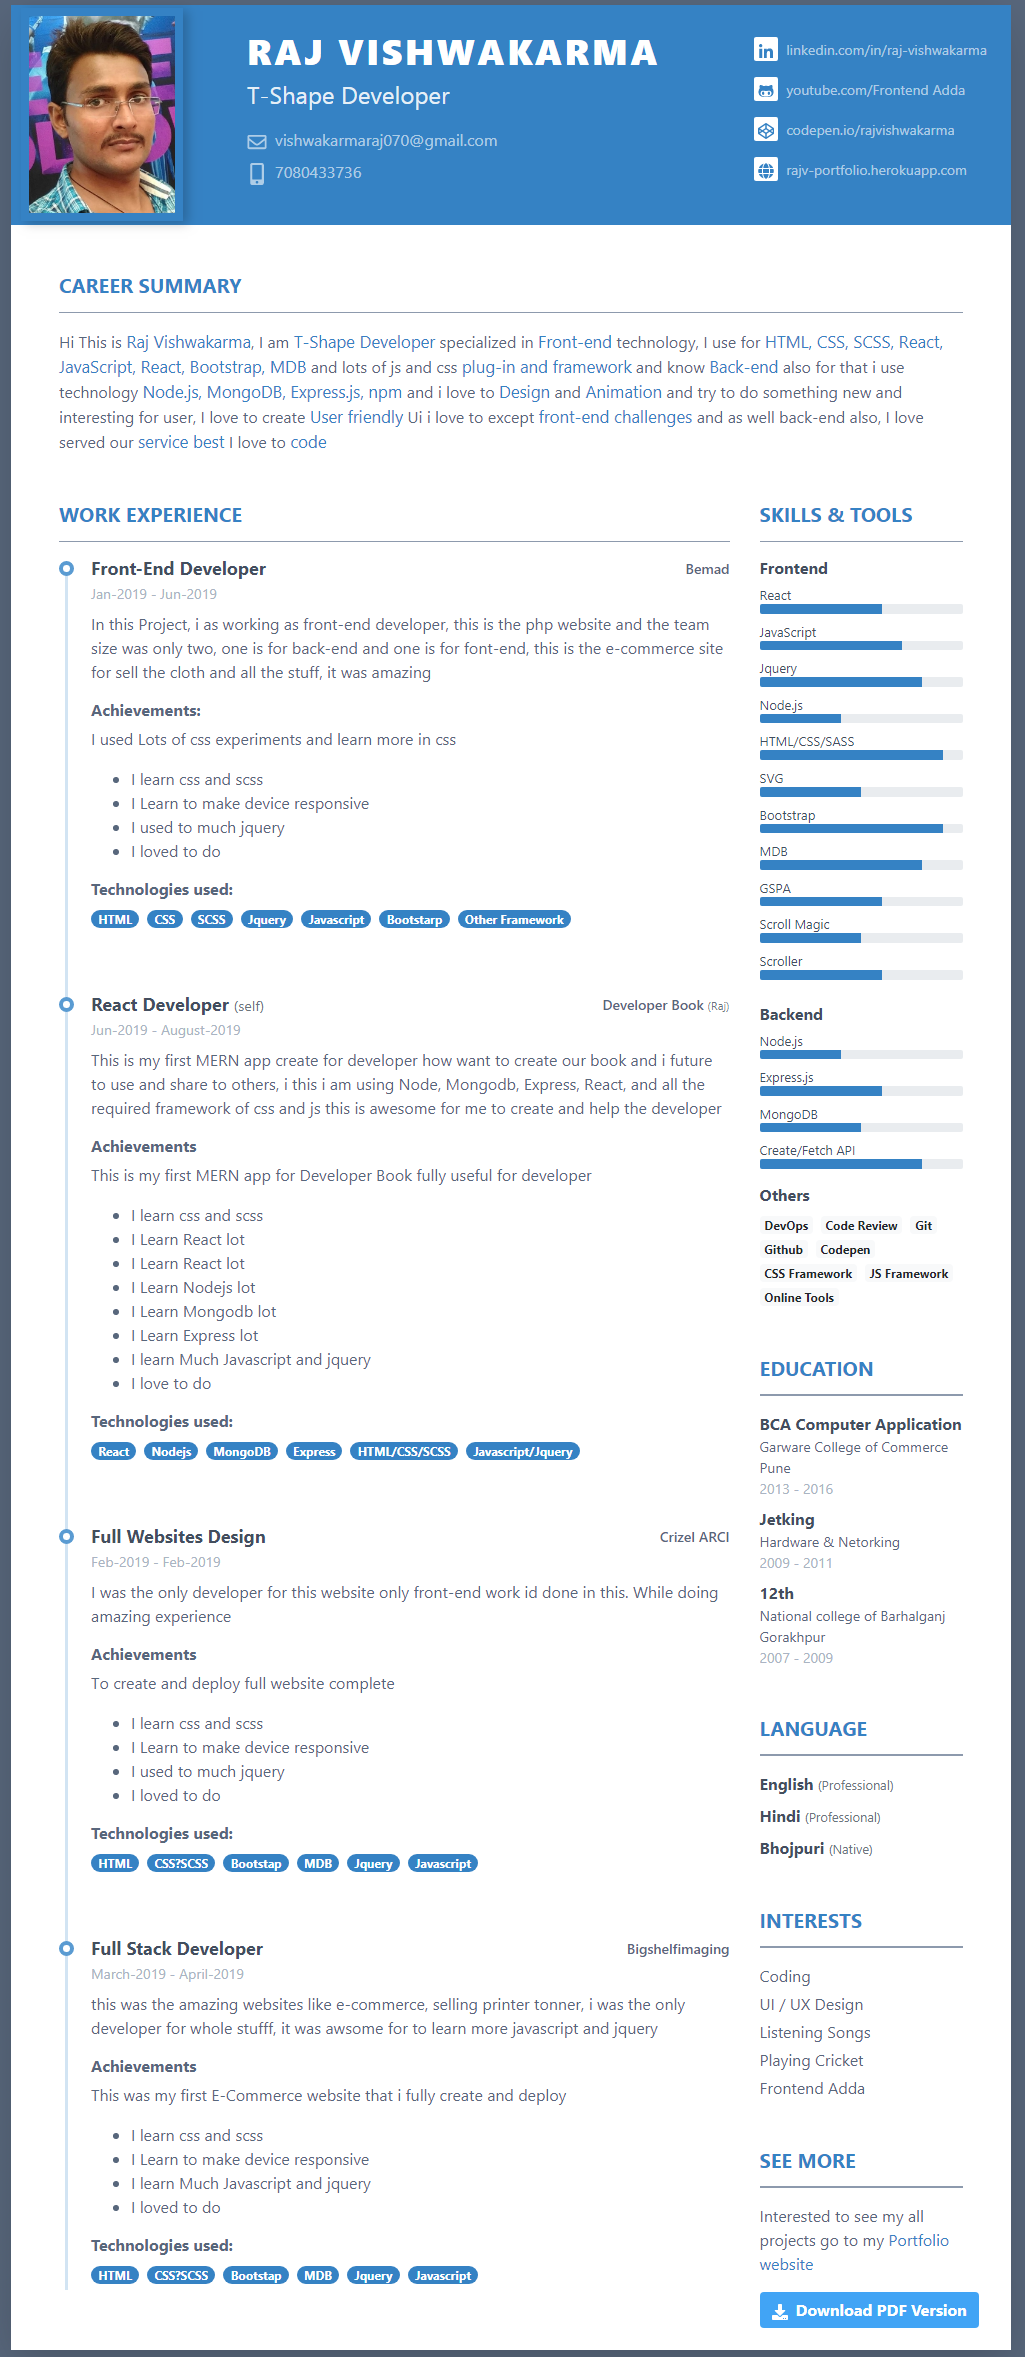 RAJ VISHWAKARMA
T-Shape Developer
vishwakarmaraj070@gmail.com
7080433736
linkedin.com/in/raj-vishwakarma
youtube.com/Frontend Adda
codepen.io/rajvishwakarma
rajv-portfolio.herokuapp.com
CAREER SUMMARY
Hi This is Raj Vishwakarma, I am T-Shape Developer specialized in Front-end technology, I use for HTML, CSS, SCSS, React,
JavaScript, React, Bootstrap, MDB and lots of js and css plug-in and framework and know Back-end also for that i use
technology Node.js, MongoDB, Express.js, npm and i love to Design and Animation and try to do something new and
interesting for user, I love to create User friendly Ui i love to except front-end challenges and as well back-end also, I love
served our service best I love to code
WORK EXPERIENCE
Front-End Developer
Bemad
Jan-2019 - Jun-2019
In this Project, i as working as front-end developer, this is the php website and the team
size was only two, one is for back-end and one is for font-end, this is the e-commerce site
for sell the cloth and all the stuff, it was amazing
Achievements:
I used Lots of css experiments and learn more in css
• I learn css and scss
• I Learn to make device responsive
• I used to much jquery
• I loved to do
Technologies used:
HTML CSS SCSS Jquery Javascript Bootstarp Other Framework
React Developer (self)
Developer Book (Raj)
Jun-2019 - August-2019
This is my first MERN app create for developer how want to create our book and i future
to use and share to others, i this i am using Node, Mongodb, Express, React, and all the
required framework of css and js this is awesome for me to create and help the developer
Achievements
This is my first MERN app for Developer Book fully useful for developer
• I learn css and scss
• I Learn React lot
• I Learn React lot
• I Learn Nodejs lot
• I Learn Mongodb lot
• I Learn Express lot
• I learn Much Javascript and jquery
• I love to do
Technologies used:
React Nodejs MongoDB Express HTML/CSS/SCSS Javascript/Jquery
Full Websites Design
Crizel ARCI
Feb-2019 - Feb-2019
I was the only developer for this website only front-end work id done in this. While doing
amazing experience
Achievements
To create and deploy full website complete
• I learn css and scss
• I Learn to make device responsive
• I used to much jquery
• I loved to do
Technologies used:
HTML CSS?SCSS Bootstap MDB Jquery Javascript
Full Stack Developer
Bigshelfimaging
March-2019 - April-2019
this was the amazing websites like e-commerce, selling printer tonner, i was the only
developer for whole stufff, it was awsome for to learn more javascript and jquery
Achievements
This was my first E-Commerce website that i fully create and deploy
• I learn css and scss
• I Learn to make device responsive
• I learn Much Javascript and jquery
• I loved to do
Technologies used:
HTML CSS?SCSS Bootstap MDB Jquery Javascript
SKILLS & TOOLS
Frontend
React
JavaScript
Jquery
Node.js
HTML/CSS/SASS
SVG
Bootstrap
MDB
GSPA
Scroll Magic
Scroller
Backend
Node.js
Express.js
MongoDB
Create/Fetch API
Others
DevOps Code Review Git
Github Codepen
CSS Framework JS Framework
Online Tools
EDUCATION
BCA Computer Application
Garware College of Commerce
Pune
2013 - 2016
Jetking
Hardware & Netorking
2009 - 2011
12th
National college of Barhalganj
Gorakhpur
2007 - 2009
LANGUAGE
English (Professional)
Hindi (Professional)
Bhojpuri (Native)
INTERESTS
Coding
UI / UX Design
Listening Songs
Playing Cricket
Frontend Adda
SEE MORE
Interested to see my all
projects go to my Portfolio
website
Download PDF Version